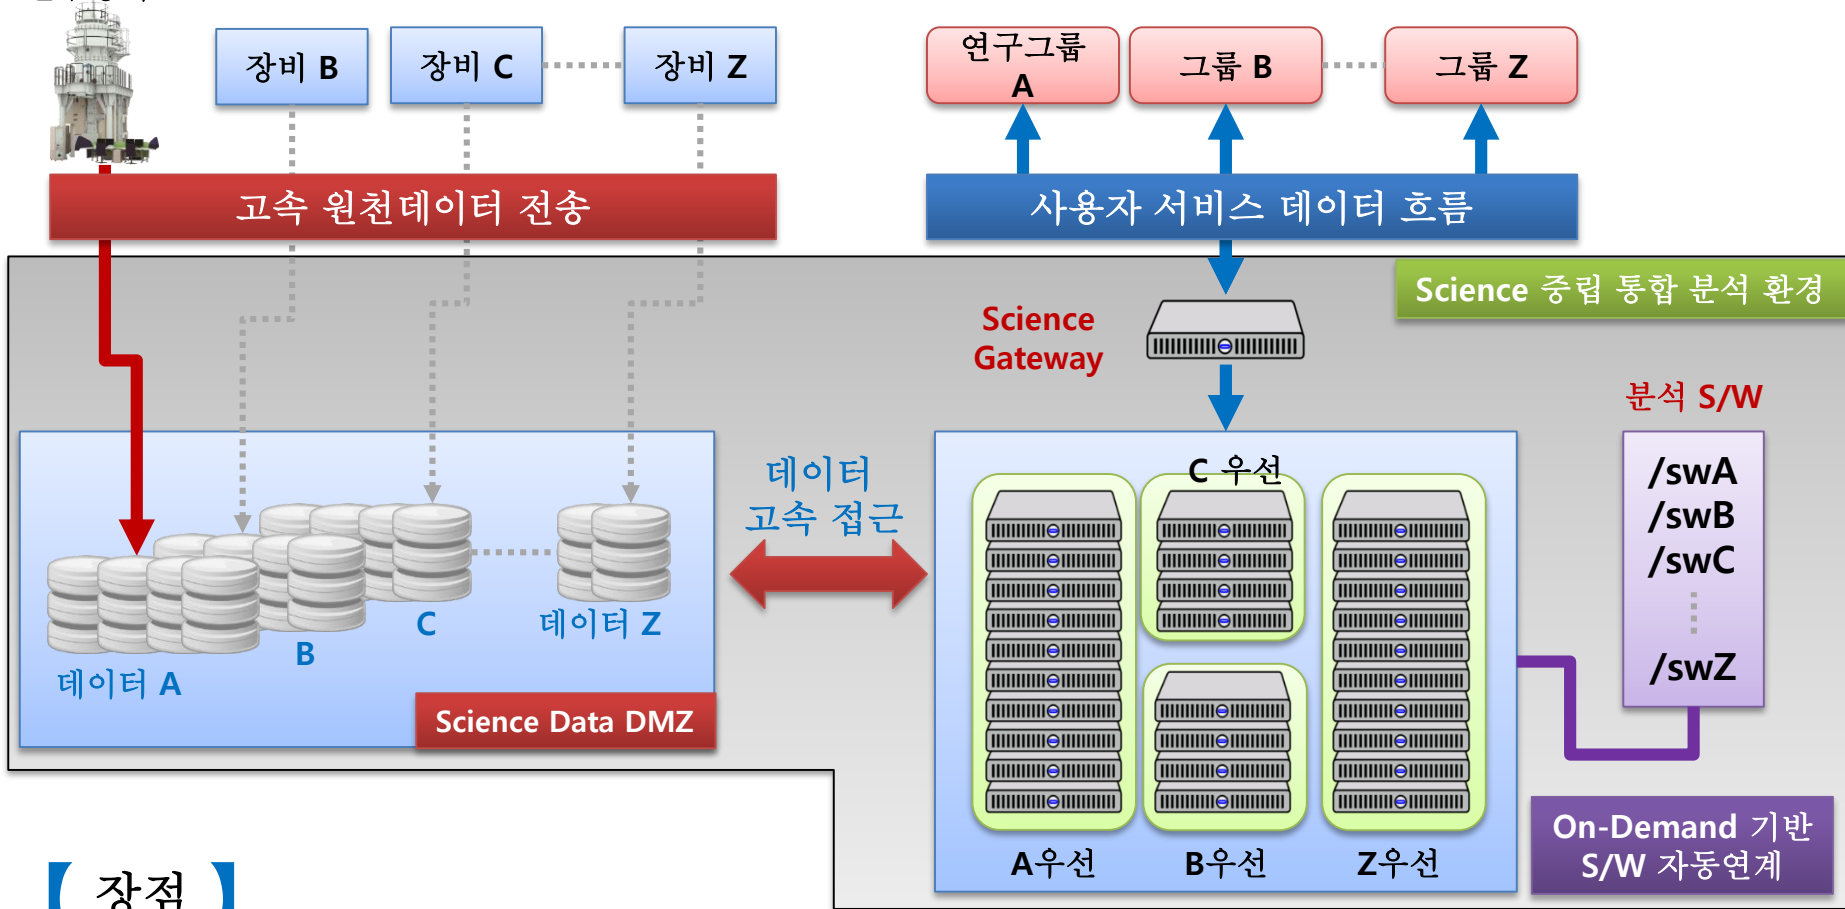 장비 B
장비 C
장비 Z
연구그룹
A
그룹 B
그룹 Z
고속 원천데이터 전송
사용자 서비스 데이터 흐름
Science 중립 통합 분석 환경
Science
Gateway
분석 S/W
/swA
/swB
/swC
/swZ
데이터
고속 접근
C 우선
데이터 A
B
C
데이터 Z
Science Data DMZ
A우선
B우선
Z우선
On-Demand 기반
S/W 자동연계
【 장점 】